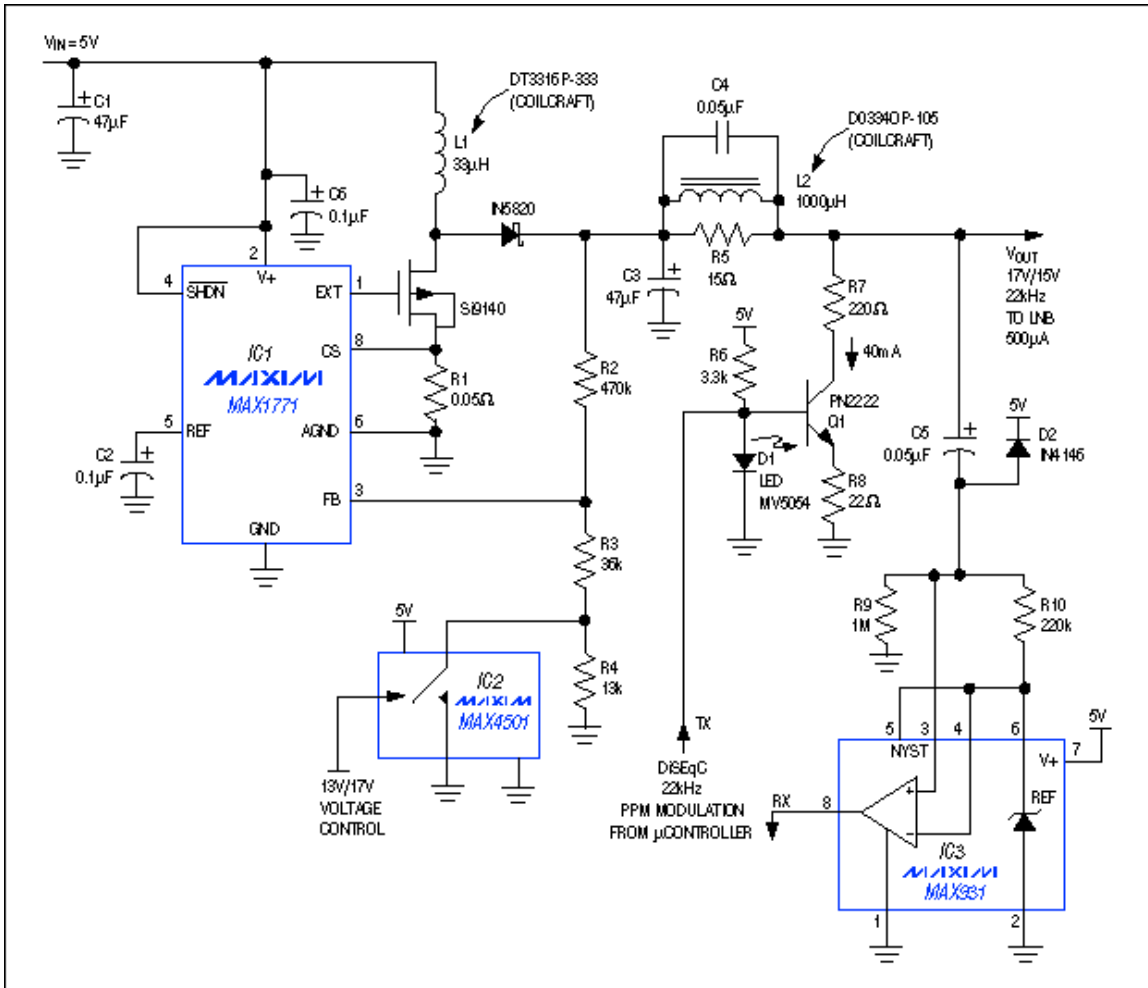 VIN = 5V
C1
47µF
DT3316P-333
(COILCRAFT)
L1
33µH
C6
0.1µF
IN5820
C4
0.05µF
DO3340P-105
(COILCRAFT)
L2
1000µH
R5
15Ω
C3
47µF
VOUT
17V/15V
22kHz
TO LNB
500µA
2
V+
4
SHDN
EXT
1
Si9140
CS
8
IC1
MAXIM
MAX1771
R1
0.05Ω
5
REF
AGND
6
C2
0.1µF
FB
3
GND
R2
470k
R3
36k
R4
13k
5V
R6
3.3k
R7
220Ω
40mA
PN2222
Q1
D1
LED
MV5054
R8
22Ω
C5
0.05µF
5V
D2
IN4146
R9
1M
R10
220k
5V
IC2
MAXIM
MAX4501
13V/17V
VOLTAGE
CONTROL
TX
DiSEqC
22kHz
PPM MODULATION
FROM µCONTROLLER
RX
8
5
3
4
6
5V
NYST
V+
7
REF
IC3
MAXIM
MAX931
1
2